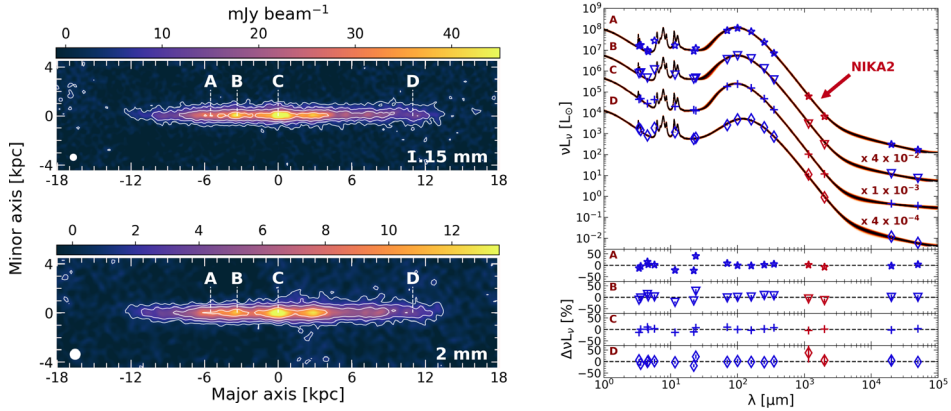 mJy beam⁻¹
0 10 20 30 40
4
0
-4
A B C D
1.15 mm
-18 -12 -6 0 6 12 18
Minor axis [kpc]
0 2 4 6 8 10 12
4
0
-4
A B C D
2 mm
-18 -12 -6 0 6 12 18
Major axis [kpc]
10⁹
10⁸
10⁷
10⁶
10⁵
10⁴
10³
10²
10¹
10⁰
10⁻¹
10⁻²
νLᵥ [L⊙]
A
B
C
D
NIKA2
x 4 x 10⁻²
x 1 x 10⁻³
x 4 x 10⁻⁴
ΔνLᵥ [%]
A
50
0
−50
B
50
0
−50
C
50
0
−50
D
50
0
−50
10⁰ 10¹ 10² 10³ 10⁴ 10⁵
λ [μm]